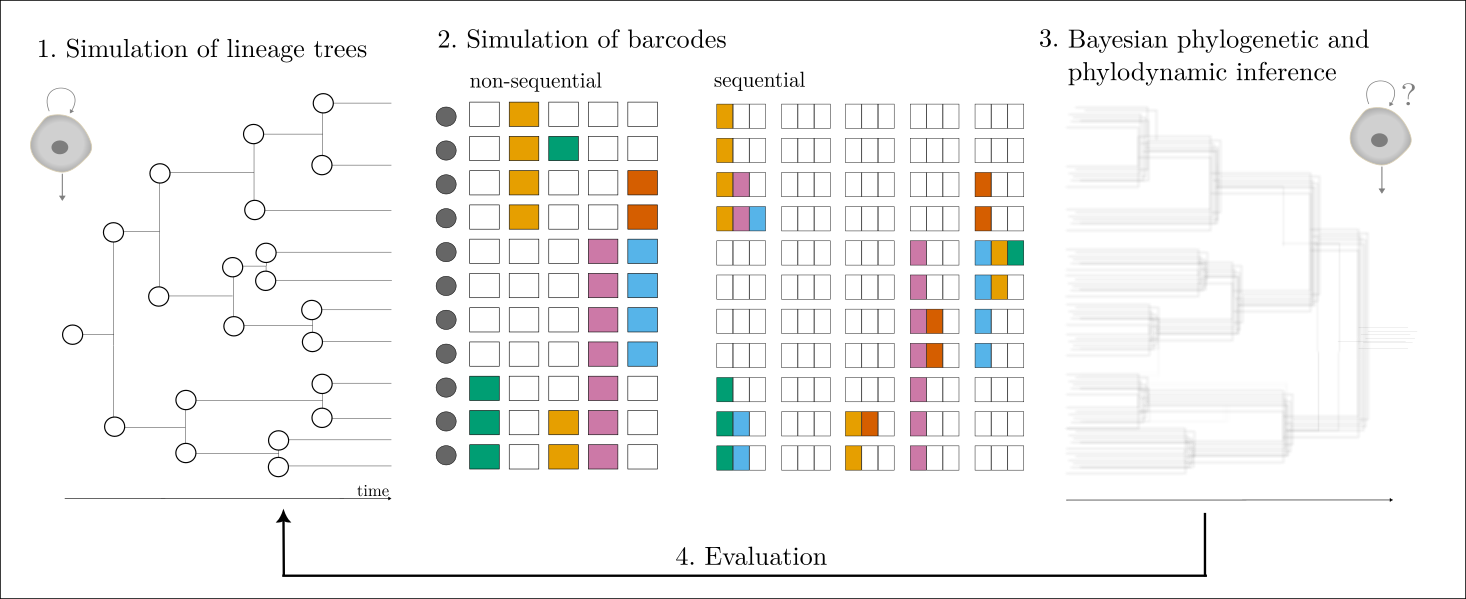 1. Simulation of lineage trees
time
2. Simulation of barcodes
non-sequential
sequential
3. Bayesian phylogenetic and
phylodynamic inference
?
4. Evaluation